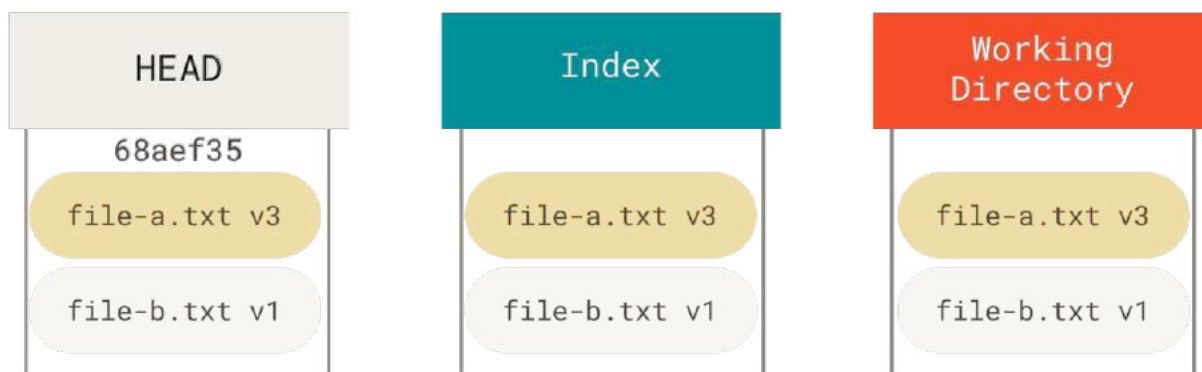 HEAD
Index
Working
Directory
68aef35
file-a.txt v3
file-a.txt v3
file-a.txt v3
file-b.txt v1
file-b.txt v1
file-b.txt v1